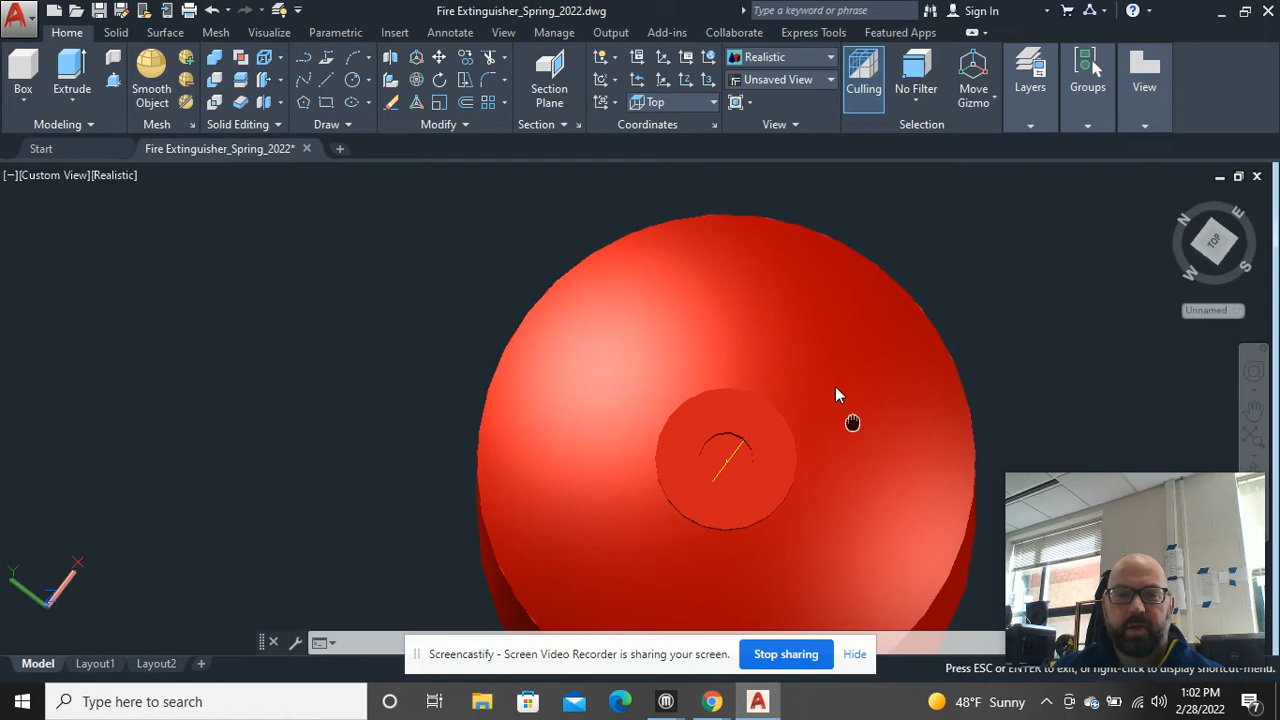 Fire Extinguisher_Spring_2022.dwg
Type a keyword or phrase
Sign In
Home Solid Surface Mesh Visualize Parametric Insert Annotate View Manage Output Add-ins Collaborate Express Tools Featured Apps
Box
Extrude
Smooth
Object
Section
Plane
Realistic
Unsaved View
Top
Culling
No Filter
Move
Gizmo
Layers
Groups
View
Modeling Mesh Solid Editing Draw Modify Section Coordinates View Selection
Start
Fire Extinguisher_Spring_2022*
[−][Custom View][Realistic]
N
E
TOP
W
S
Unnamed
X
Y
Screencastify - Screen Video Recorder is sharing your screen.
Stop sharing
Hide
Model Layout1 Layout2
Press ESC or ENTER to exit, or right-click to display shortcut-menu.
Type here to search
48°F Sunny
1:02 PM
2/28/2022
7